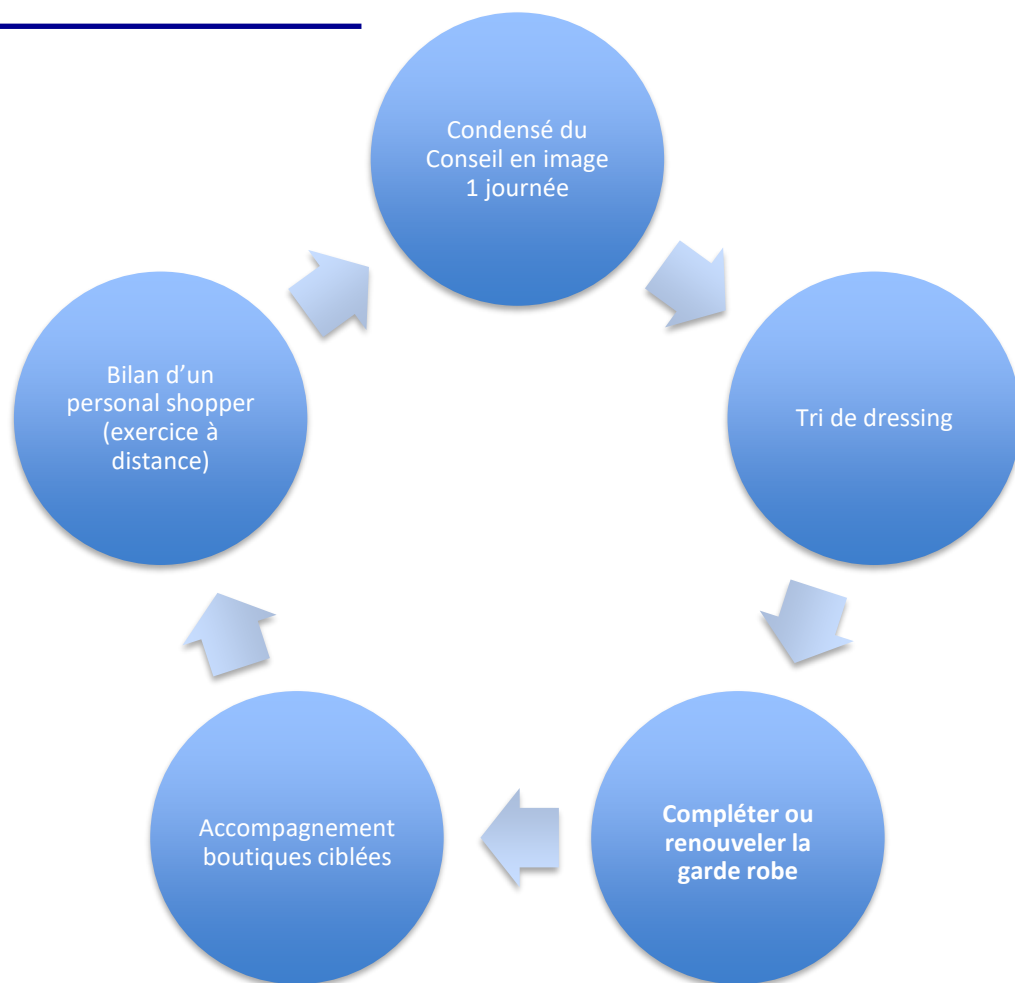 Condensé du
Conseil en image
1 journée
Tri de dressing
Compléter ou
renouveler la
garde robe
Accompagnement
boutiques ciblées
Bilan d’un
personal shopper
(exercice à
distance)